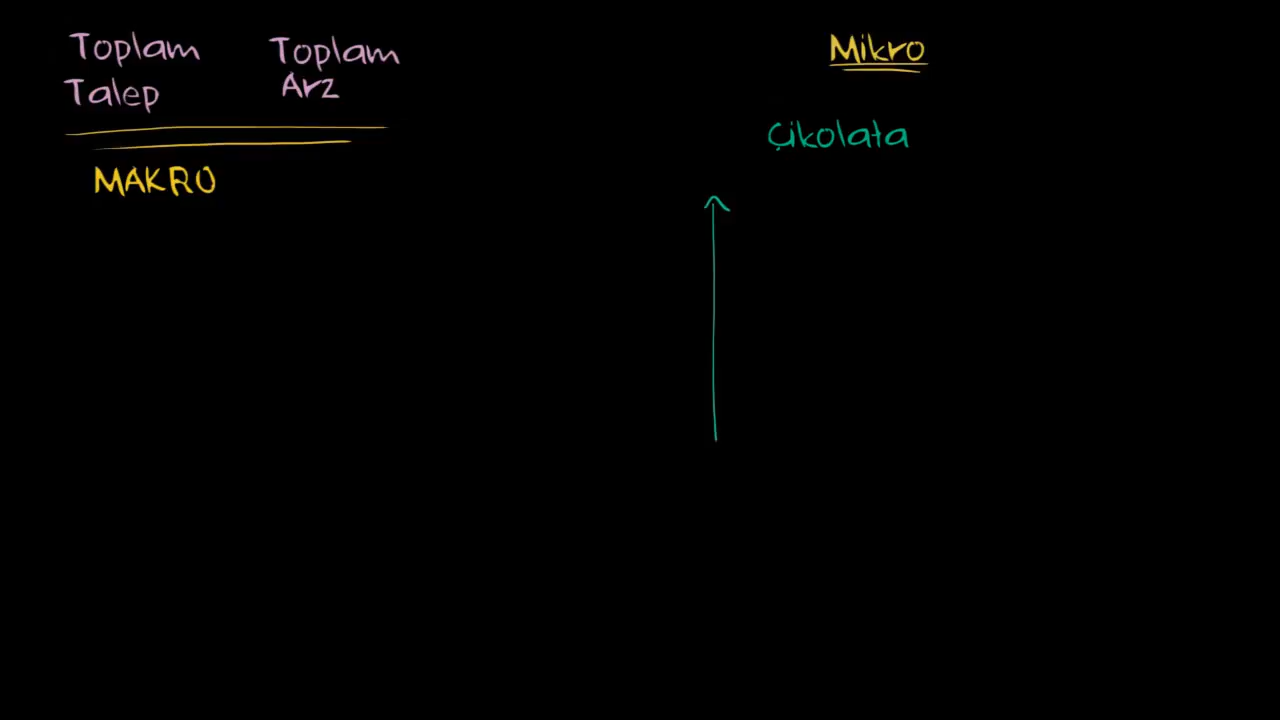 Toplam
Talep
Toplam
Arz
MAKRO
Mikro
Çikolata